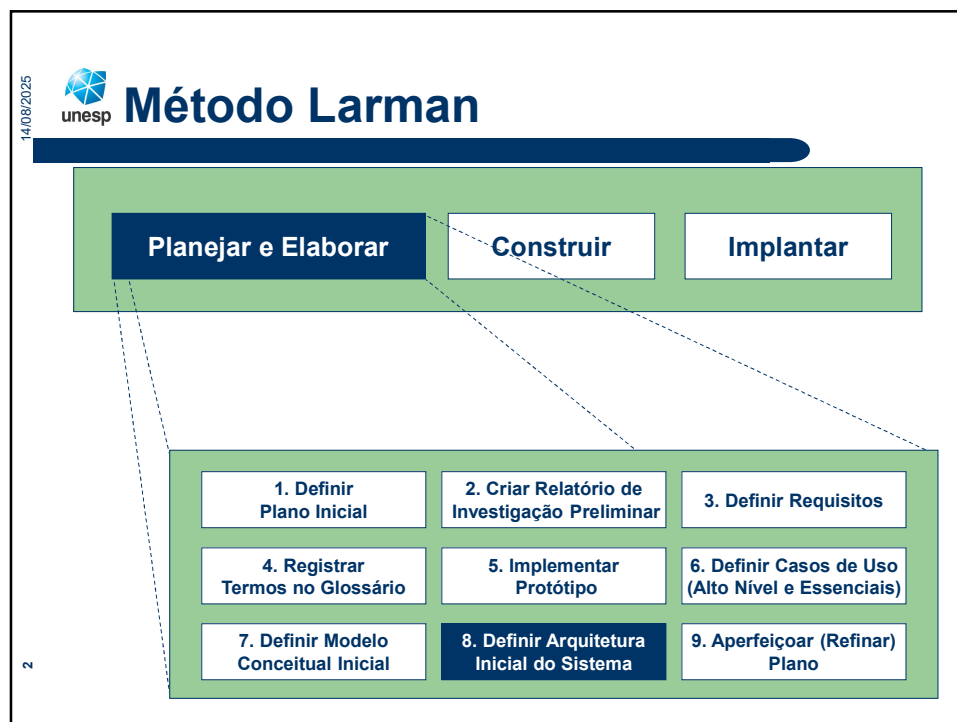 14/08/2025
unesp
Método Larman
Planejar e Elaborar
Construir
Implantar
1. Definir
Plano Inicial
2. Criar Relatório de
Investigação Preliminar
3. Definir Requisitos
4. Registrar
Termos no Glossário
5. Implementar
Protótipo
6. Definir Casos de Uso
(Alto Nível e Essenciais)
7. Definir Modelo
Conceitual Inicial
8. Definir Arquitetura
Inicial do Sistema
9. Aperfeiçoar (Refinar)
Plano
2